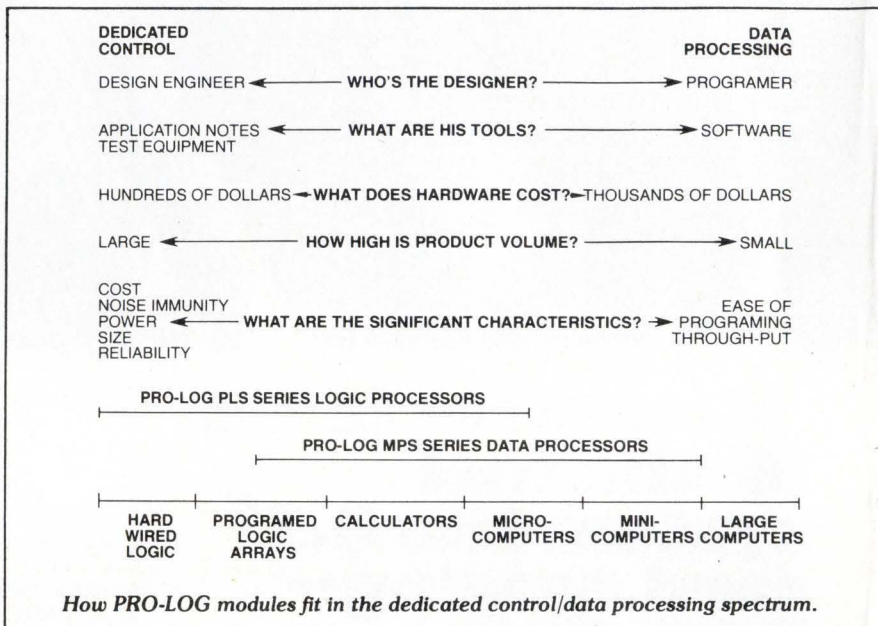 DEDICATED
CONTROL
DATA
PROCESSING
DESIGN ENGINEER WHO'S THE DESIGNER? PROGRAMER
APPLICATION NOTES
TEST EQUIPMENT
WHAT ARE HIS TOOLS? SOFTWARE
HUNDREDS OF DOLLARS WHAT DOES HARDWARE COST? THOUSANDS OF DOLLARS
LARGE HOW HIGH IS PRODUCT VOLUME? SMALL
COST
NOISE IMMUNITY
POWER
SIZE
RELIABILITY
WHAT ARE THE SIGNIFICANT CHARACTERISTICS?
EASE OF
PROGRAMING
THROUGH-PUT
PRO-LOG PLS SERIES LOGIC PROCESSORS
PRO-LOG MPS SERIES DATA PROCESSORS
HARD
WIRED
LOGIC
PROGRAMED
LOGIC
ARRAYS
CALCULATORS
MICRO-
COMPUTERS
MINI-
COMPUTERS
LARGE
COMPUTERS
How PRO-LOG modules fit in the dedicated control/data processing spectrum.